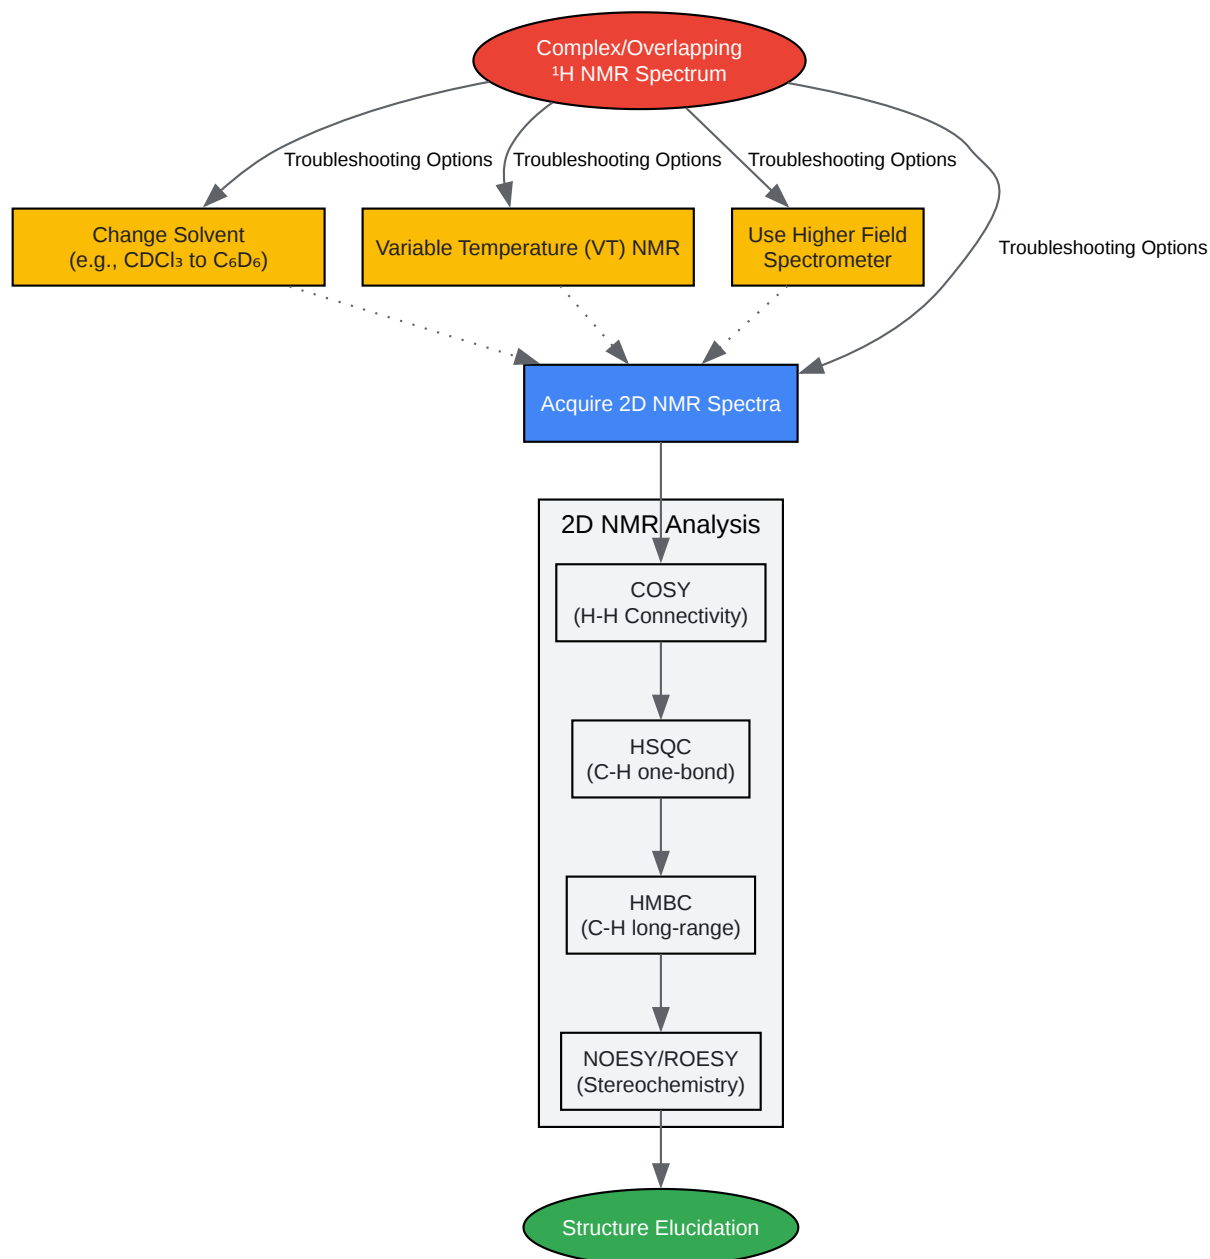 Complex/Overlapping
¹H NMR Spectrum
Troubleshooting Options
Troubleshooting Options
Troubleshooting Options
Troubleshooting Options
Change Solvent
(e.g., CDCl₃ to C₆D₆)
Variable Temperature (VT) NMR
Use Higher Field
Spectrometer
Acquire 2D NMR Spectra
2D NMR Analysis
COSY
(H-H Connectivity)
HSQC
(C-H one-bond)
HMBC
(C-H long-range)
NOESY/ROESY
(Stereochemistry)
Structure Elucidation